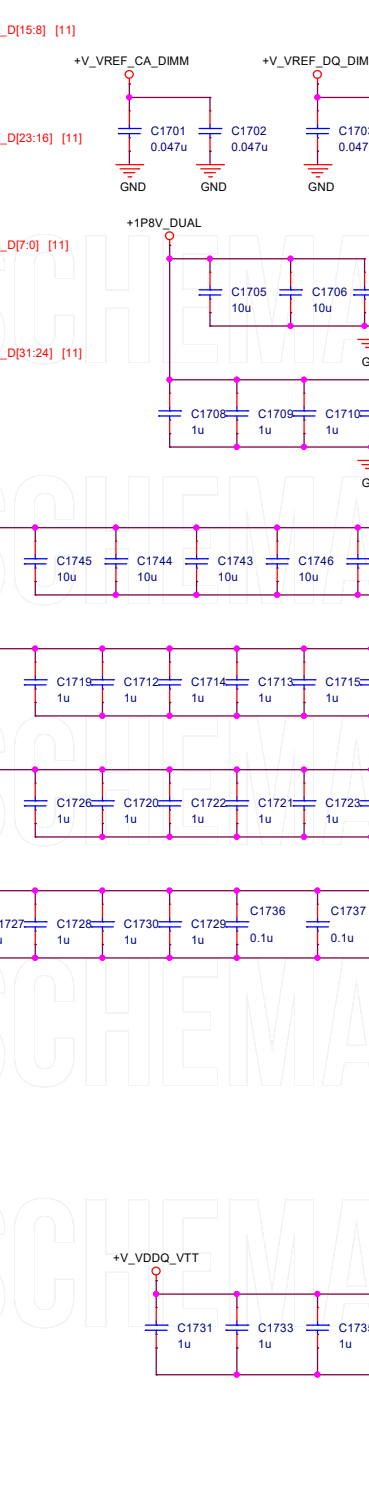 _D[15:8] [11]
+V_VREF_CA_DIMM
C1701
0.047u
C1702
0.047u
GND
GND
GND
_D[23:16] [11]
+1P8V_DUAL
_D[7:0] [11]
C1705
10u
C1706
10u
_D[31:24] [11]
C1708
1u
C1709
1u
C1710
1u
C1745
10u
C1744
10u
C1743
10u
C1746
10u
C1719
1u
C1712
1u
C1714
1u
C1713
1u
C1715
1u
C1726
1u
C1720
1u
C1722
1u
C1721
1u
C1723
1u
1727
C1728
1u
C1730
1u
C1729
1u
C1736
0.1u
C1737
0.1u
+V_VDDQ_VTT
C1731
1u
C1733
1u
1u